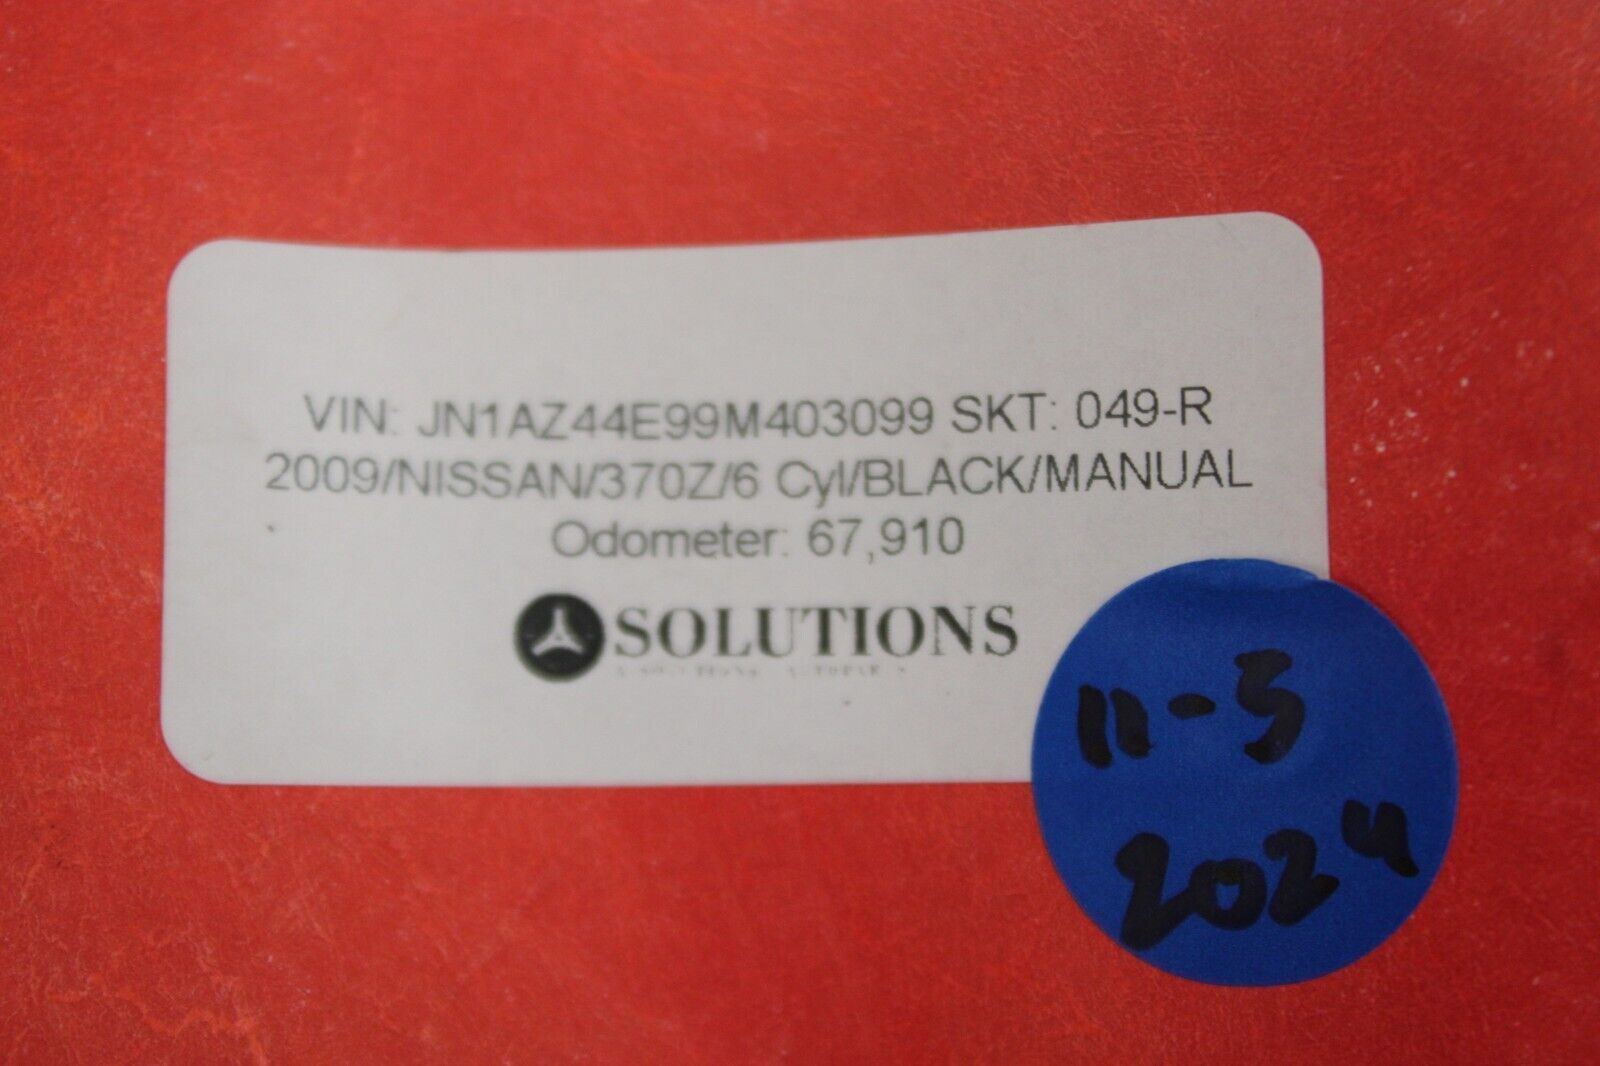 VIN: JN1AZ44E99M403099 SKT: 049-R
2009/NISSAN/370Z/6 Cyl/BLACK/MANUAL
Odometer: 67,910
SOLUTIONS
11-5
2024